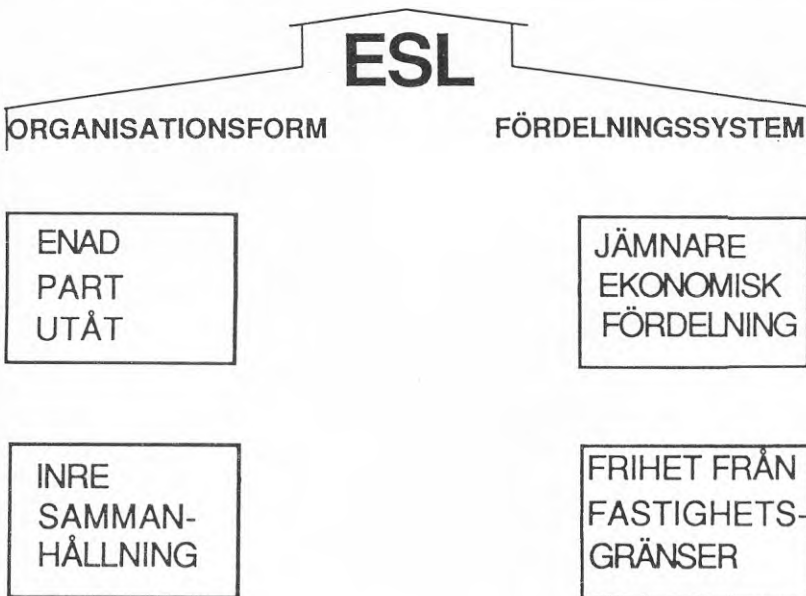 ESL
ORGANISATIONSFORM
FÖRDELNINGSSYSTEM
ENAD
PART
UTÅT
JÄMNARE
EKONOMISK
FÖRDELNING
INRE
SAMMAN-
HÅLLNING
FRIHET FRÅN
FASTIGHETS-
GRÄNSER